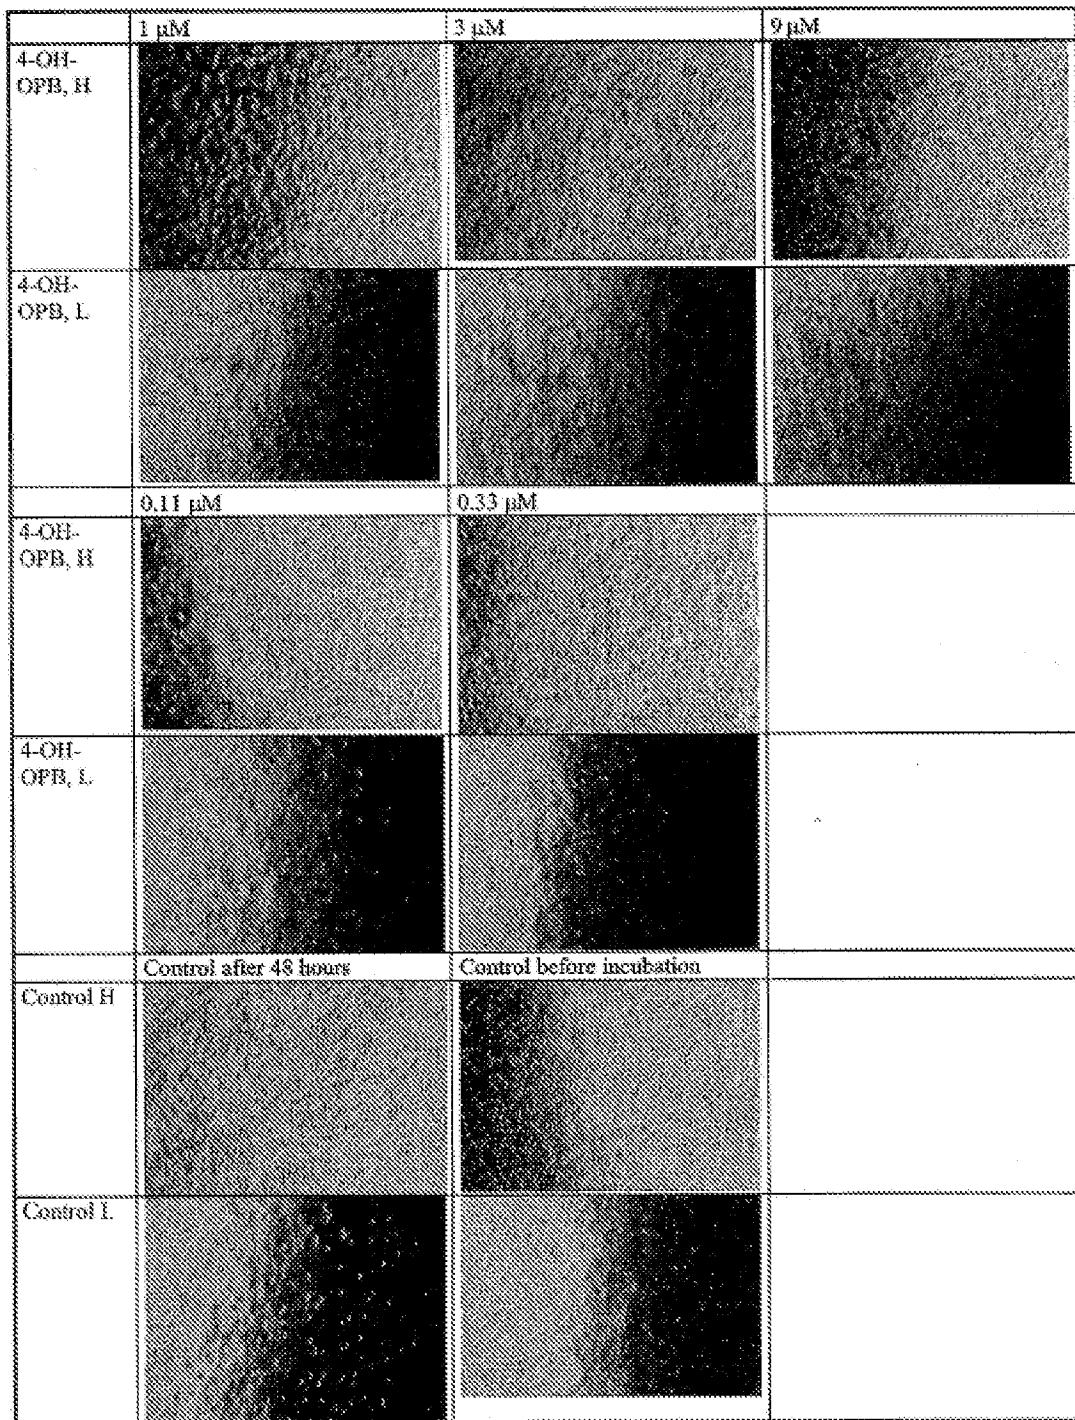 1 µM 3 µM 9 µM
4-OH-
OPB, H
4-OH-
OPB, L
0.11 µM 0.33 µM
4-OH-
OPB, H
4-OH-
OPB, L
Control after 48 hours Control before incubation
Control H
Control L